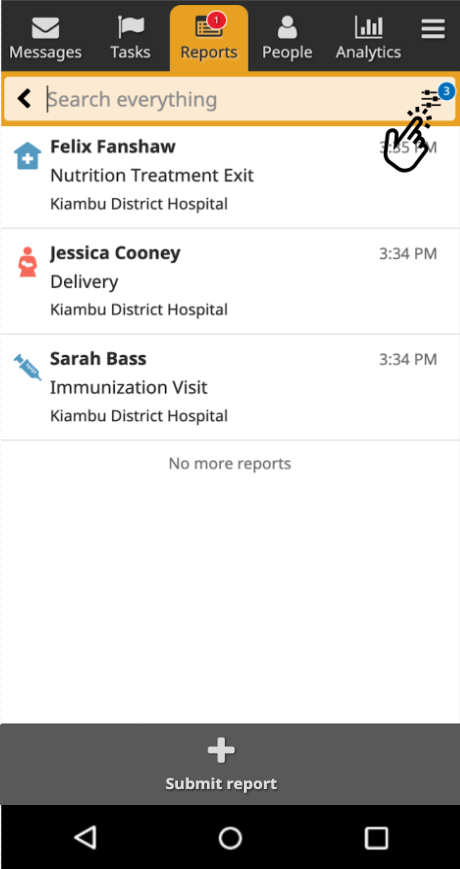 1
Messages Tasks Reports People Analytics
Search everything 3
Felix Fanshaw
Nutrition Treatment Exit
Kiambu District Hospital
Jessica Cooney 3:34 PM
Delivery
Kiambu District Hospital
Sarah Bass 3:34 PM
Immunization Visit
Kiambu District Hospital
No more reports
Submit report